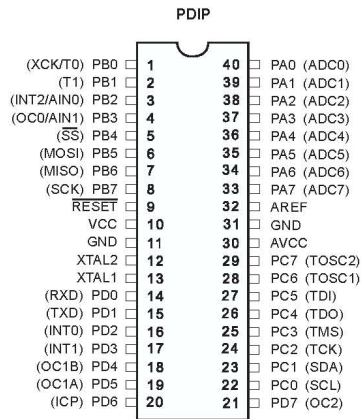 PDIP
(XCK/T0) PB0 1 40 PA0 (ADC0)
(T1) PB1 2 39 PA1 (ADC1)
(INT2/AIN0) PB2 3 38 PA2 (ADC2)
(OC0/AIN1) PB3 4 37 PA3 (ADC3)
(SS) PB4 5 36 PA4 (ADC4)
(MOSI) PB5 6 35 PA5 (ADC5)
(MISO) PB6 7 34 PA6 (ADC6)
(SCK) PB7 8 33 PA7 (ADC7)
RESET 9 32 AREF
VCC 10 31 GND
GND 11 30 AVCC
XTAL2 12 29 PC7 (TOSC2)
XTAL1 13 28 PC6 (TOSC1)
(RXD) PD0 14 27 PC5 (TDI)
(TXD) PD1 15 26 PC4 (TDO)
(INT0) PD2 16 25 PC3 (TMS)
(INT1) PD3 17 24 PC2 (TCK)
(OC1B) PD4 18 23 PC1 (SDA)
(OC1A) PD5 19 22 PC0 (SCL)
(ICP) PD6 20 21 PD7 (OC2)